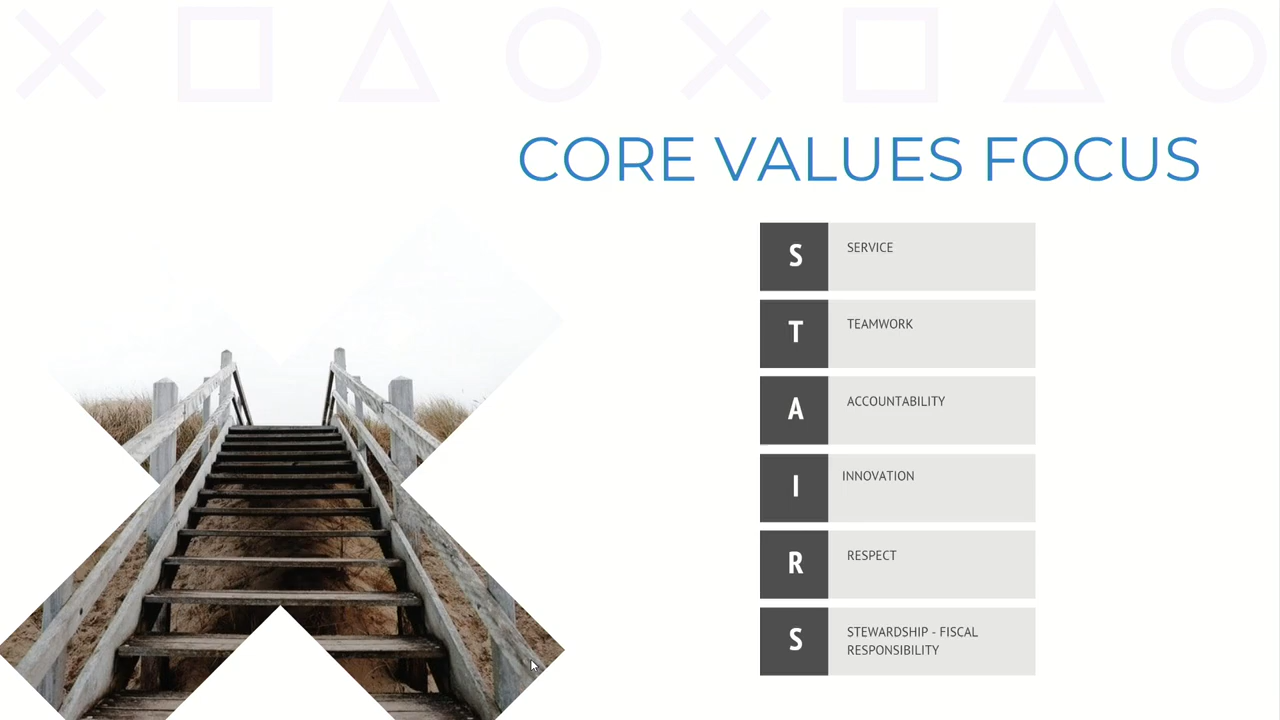 CORE VALUES FOCUS
S SERVICE
T TEAMWORK
A ACCOUNTABILITY
I INNOVATION
R RESPECT
S STEWARDSHIP - FISCAL
RESPONSIBILITY